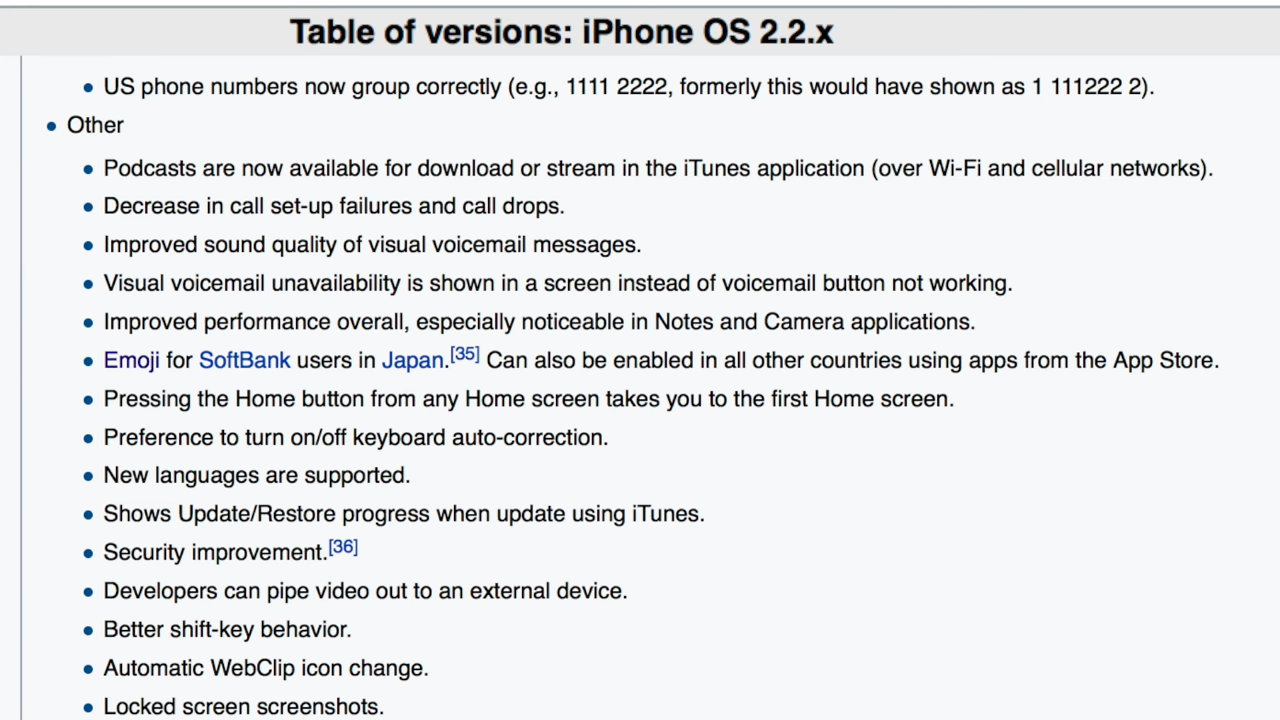 Table of versions: iPhone OS 2.2.x
US phone numbers now group correctly (e.g., 1111 2222, formerly this would have shown as 1 111222 2).
Other
Podcasts are now available for download or stream in the iTunes application (over Wi-Fi and cellular networks).
Decrease in call set-up failures and call drops.
Improved sound quality of visual voicemail messages.
Visual voicemail unavailability is shown in a screen instead of voicemail button not working.
Improved performance overall, especially noticeable in Notes and Camera applications.
Emoji for SoftBank users in Japan.[35] Can also be enabled in all other countries using apps from the App Store.
Pressing the Home button from any Home screen takes you to the first Home screen.
Preference to turn on/off keyboard auto-correction.
New languages are supported.
Shows Update/Restore progress when update using iTunes.
Security improvement.[36]
Developers can pipe video out to an external device.
Better shift-key behavior.
Automatic WebClip icon change.
Locked screen screenshots.